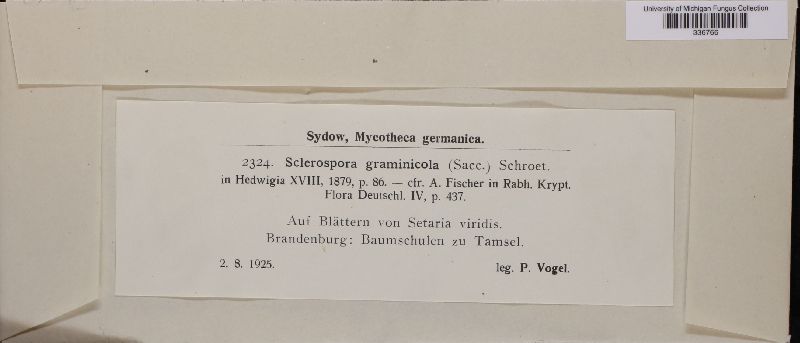 University of Michigan Fungus Collection
336766
Sydow, Mycotheca germanica.
2324. Sclerospora graminicola (Sacc.) Schroet.
in Hedwigia XVIII, 1879, p. 86. — cfr. A. Fischer in Rabh. Krypt.
Flora Deutschl. IV, p. 437.
Auf Blättern von Setaria viridis.
Brandenburg: Baumschulen zu Tamsel.
2. 8. 1925. leg. P. Vogel.